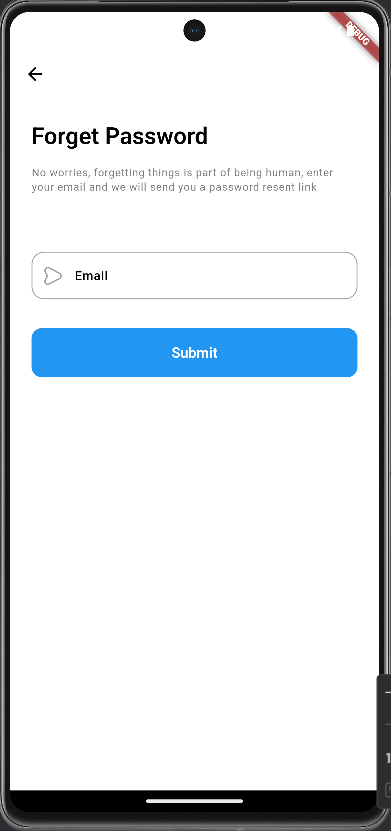 DEBUG
Forget Password
No worries, forgetting things is part of being human, enter
your email and we will send you a password resent link
Email
Submit